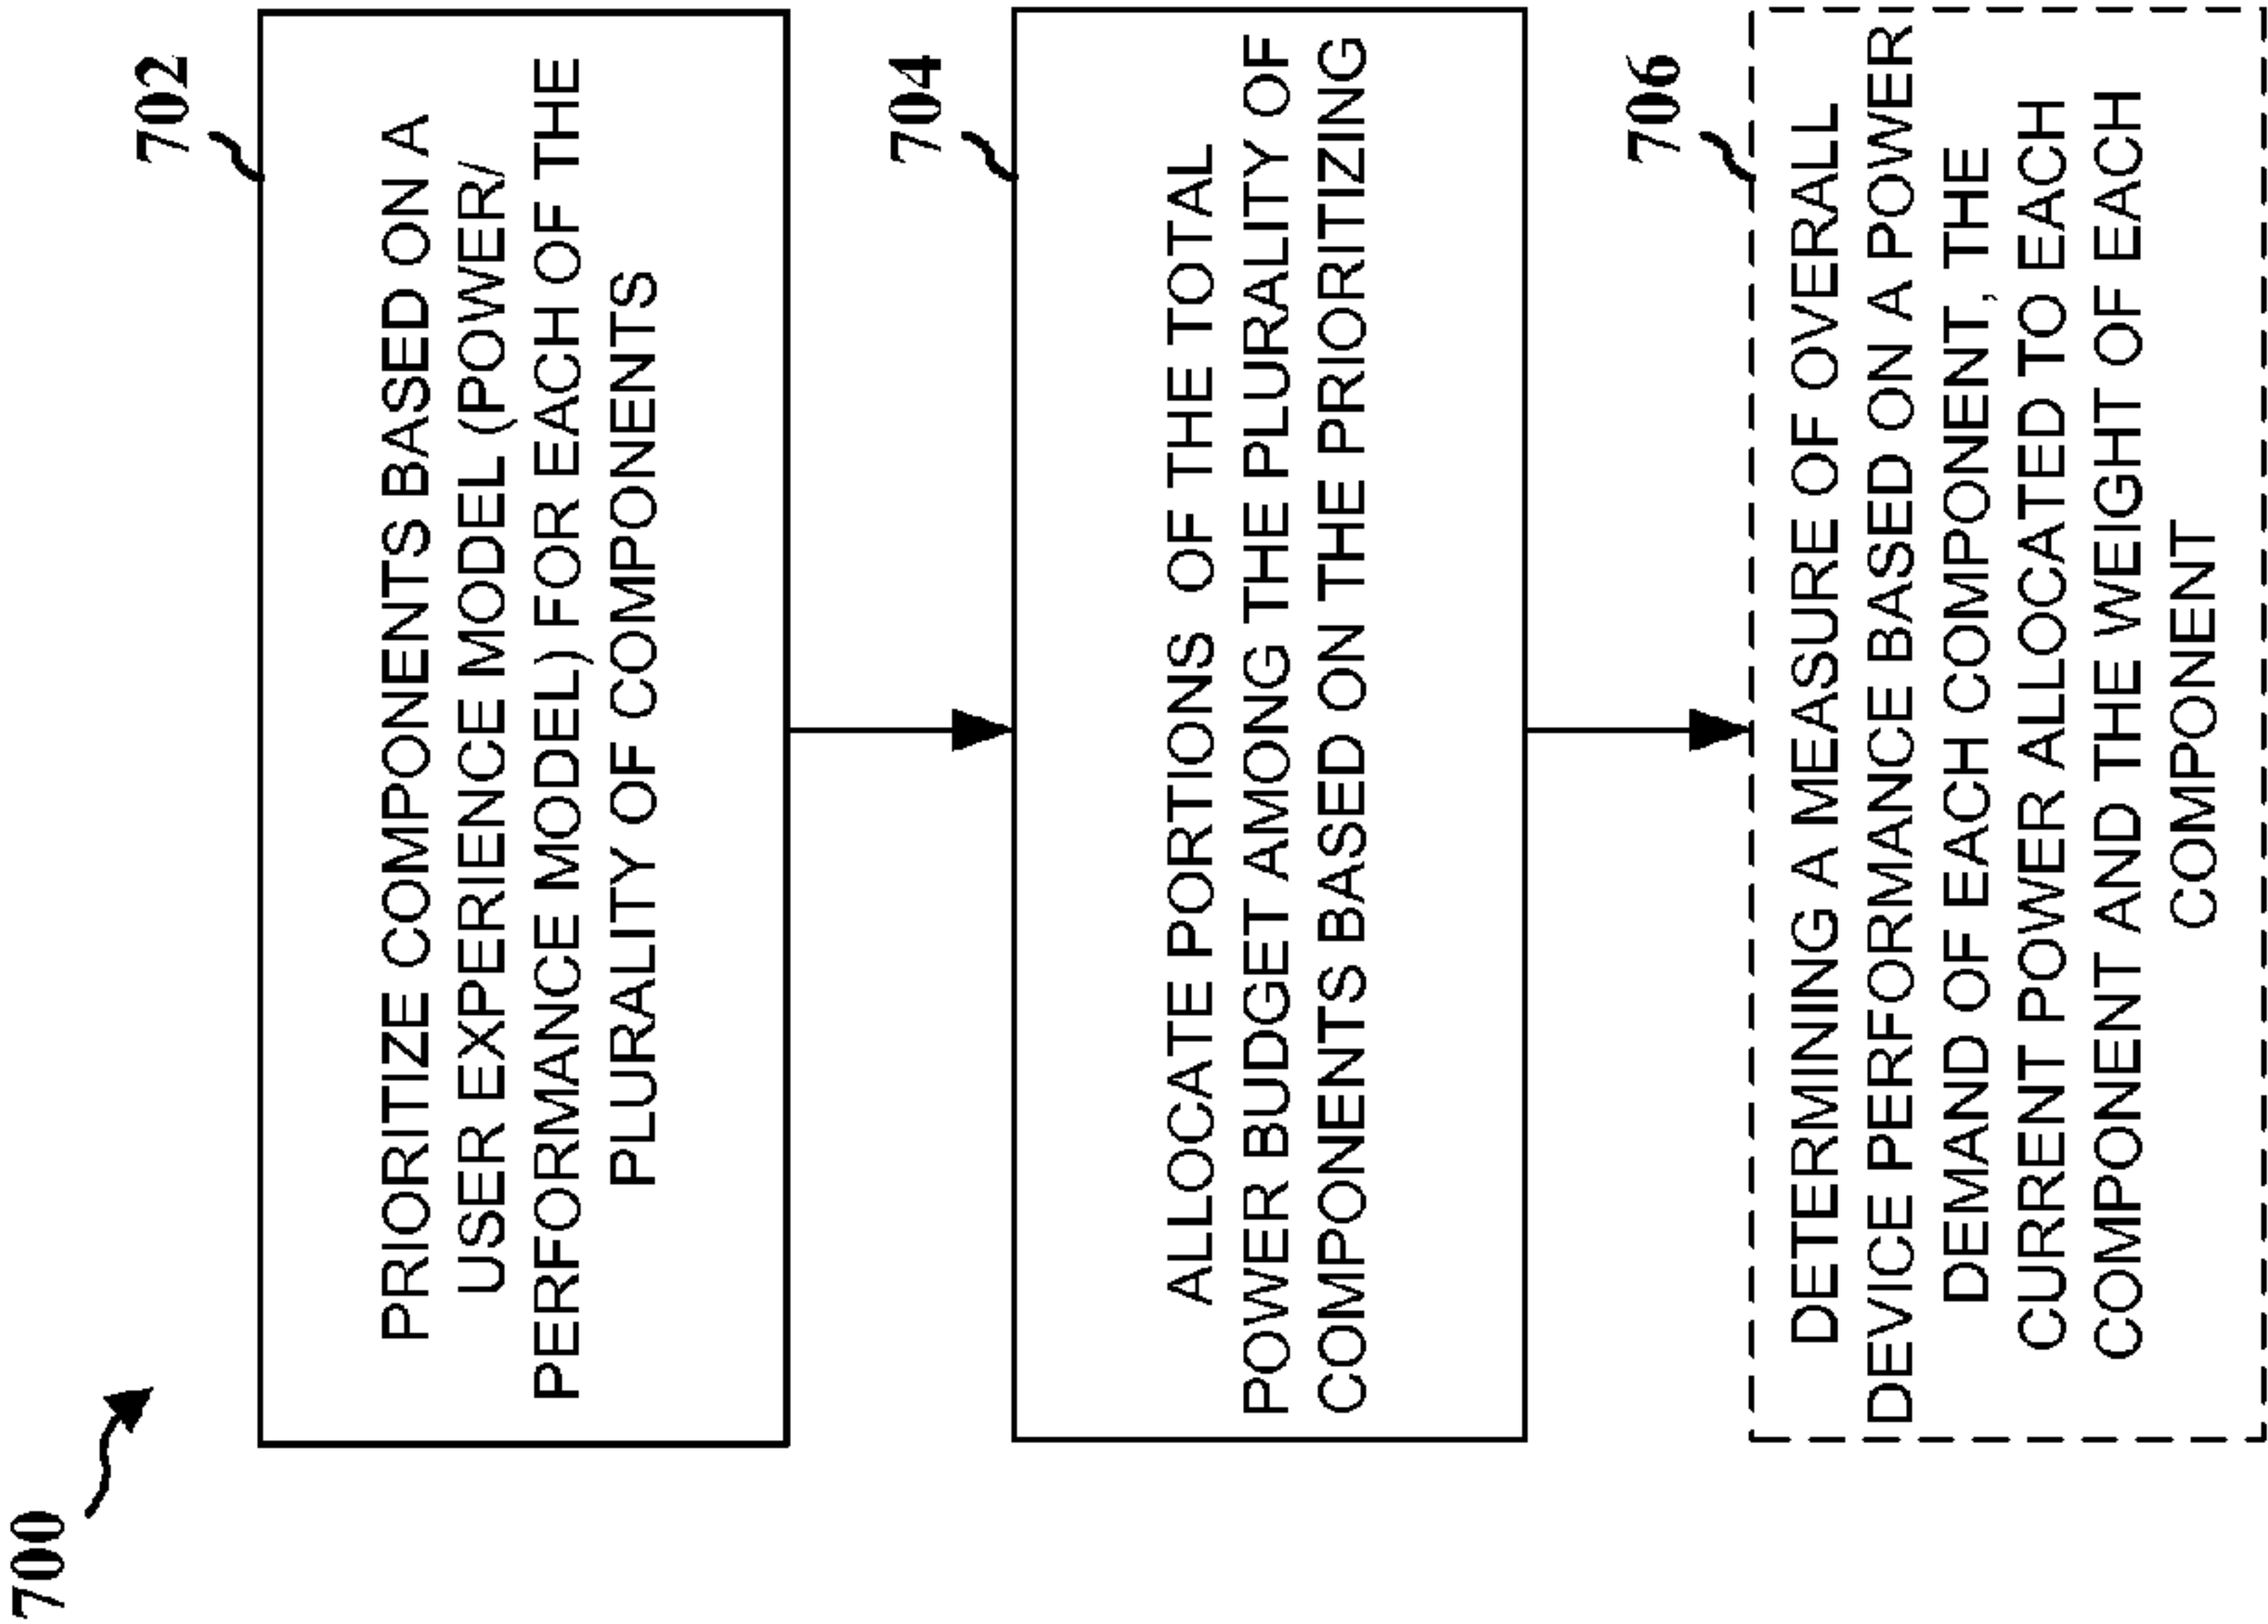 700
702
PRIORITIZE COMPONENTS BASED ON A
USER EXPERIENCE MODEL (POWER/
PERFORMANCE MODEL) FOR EACH OF THE
PLURALITY OF COMPONENTS
704
ALLOCATE PORTIONS OF THE TOTAL
POWER BUDGET AMONG THE PLURALITY OF
COMPONENTS BASED ON THE PRIORITIZING
706
DETERMINING A MEASURE OF OVERALL
DEVICE PERFORMANCE BASED ON A POWER
DEMAND OF EACH COMPONENT, THE
CURRENT POWER ALLOCATED TO EACH
COMPONENT AND THE WEIGHT OF EACH
COMPONENT